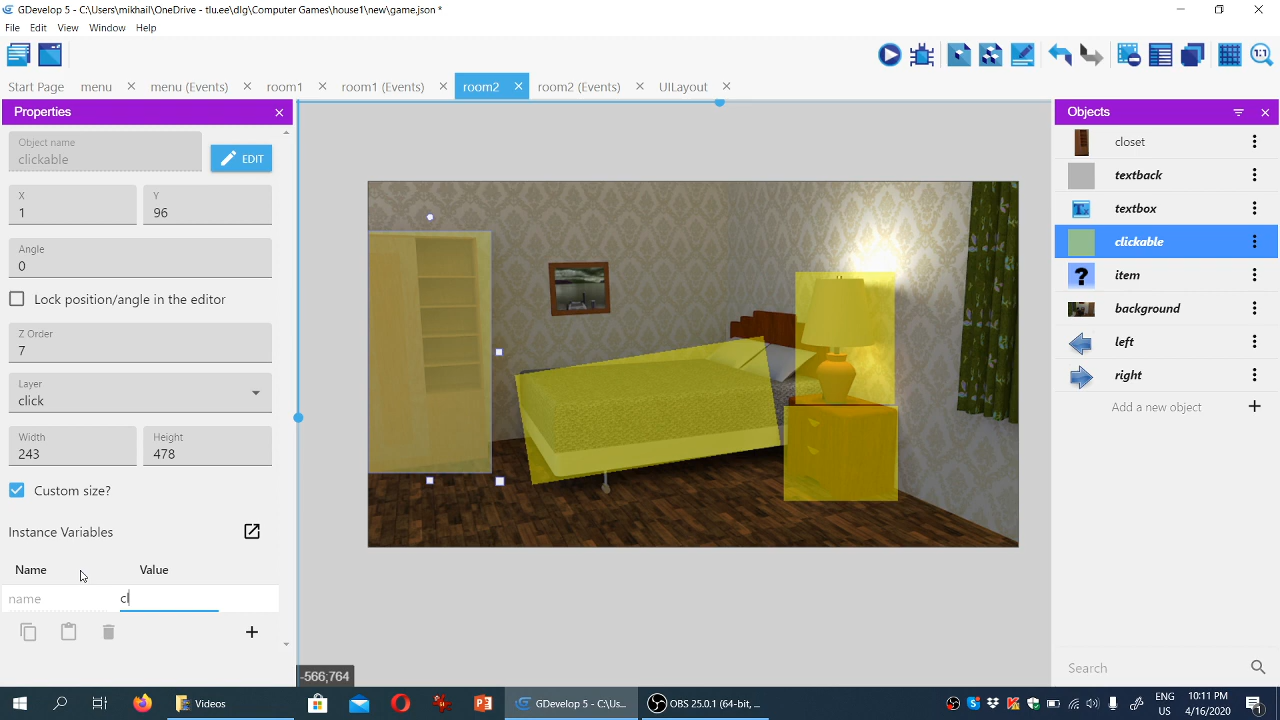 GDevelop 5 - C:\Users\mikhail\OneDrive - tlu.ee\dlg\Computer Games\house1\new\game.json *
File Edit View Window Help
Start Page menu menu (Events) room1 room1 (Events) room2 room2 (Events) UILayout
Properties
Object name
clickable
EDIT
X
1
Y
96
Angle
0
Lock position/angle in the editor
Z Order
7
Layer
click
Width
243
Height
478
Custom size?
Instance Variables
Name Value
name cl
-566;764
Objects
closet
textback
Tx textbox
clickable
? item
background
left
right
Add a new object
Search
1:1
Videos
GDevelop 5 - C:\Us...
OBS 25.0.1 (64-bit, ...
ENG
US
10:11 PM
4/16/2020
1